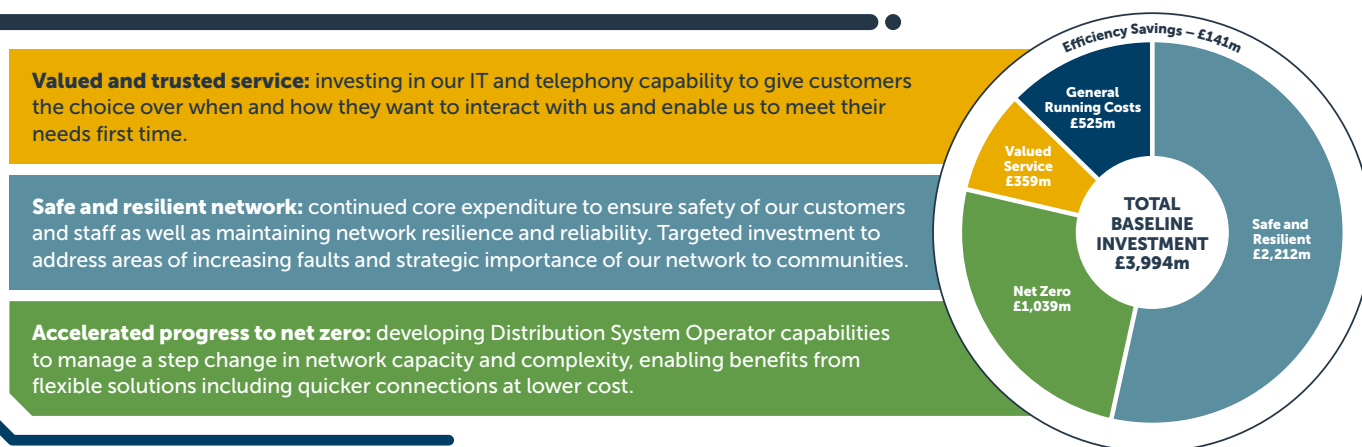 Valued and trusted service: investing in our IT and telephony capability to give customers
the choice over when and how they want to interact with us and enable us to meet their
needs first time.
Safe and resilient network: continued core expenditure to ensure safety of our customers
and staff as well as maintaining network resilience and reliability. Targeted investment to
address areas of increasing faults and strategic importance of our network to communities.
Accelerated progress to net zero: developing Distribution System Operator capabilities
to manage a step change in network capacity and complexity, enabling benefits from
flexible solutions including quicker connections at lower cost.
Efficiency Savings – £141m
General
Running Costs
£525m
Valued
Service
£359m
TOTAL
BASELINE
INVESTMENT
£3,994m
Safe and
Resilient
£2,212m
Net Zero
£1,039m